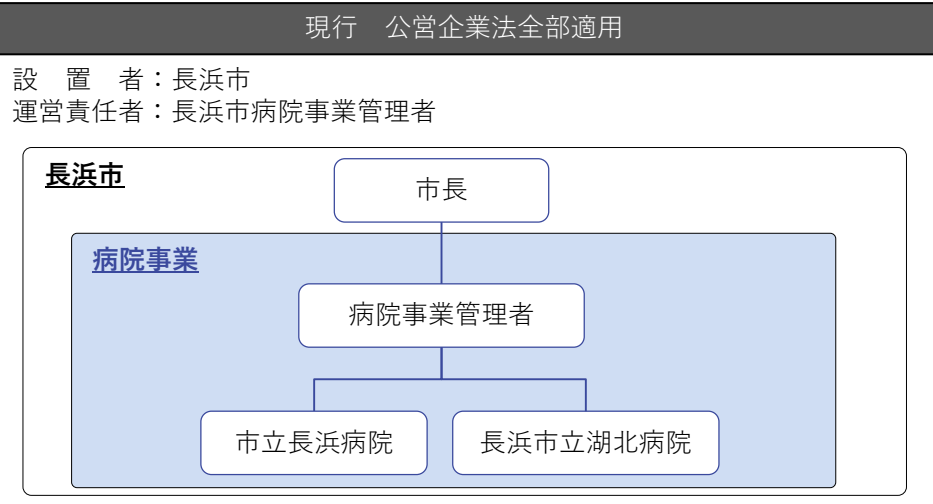 現行　公営企業法全部適用
設　置　者：長浜市
運営責任者：長浜市病院事業管理者
長浜市
市長
病院事業
病院事業管理者
市立長浜病院
長浜市立湖北病院